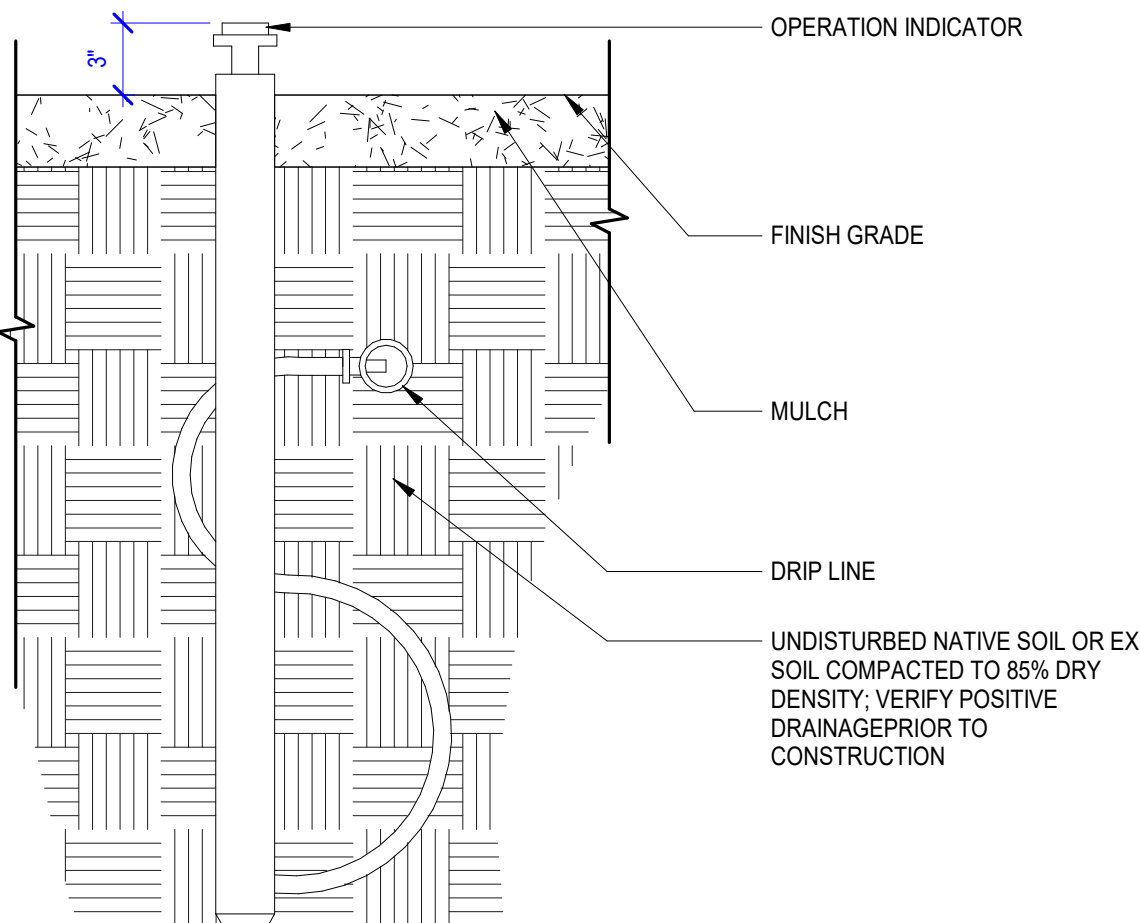 3"
OPERATION INDICATOR
FINISH GRADE
MULCH
DRIP LINE
UNDISTURBED NATIVE SOIL OR EX
SOIL COMPACTED TO 85% DRY
DENSITY; VERIFY POSITIVE
DRAINAGEPRIOR TO
CONSTRUCTION